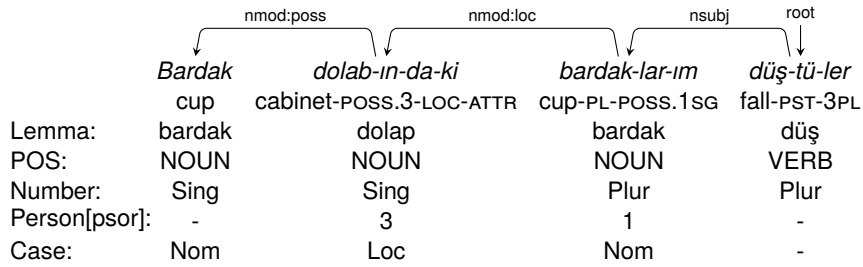 nmod:poss nmod:loc nsubj root
Bardak dolab-ın-da-ki bardak-lar-ım düş-tü-ler
cup cabinet-POSS.3-LOC-ATTR cup-PL-POSS.1SG fall-PST-3PL
Lemma: bardak dolap bardak düş
POS: NOUN NOUN NOUN VERB
Number: Sing Sing Plur Plur
Person[psor]: - 3 1 -
Case: Nom Loc Nom -